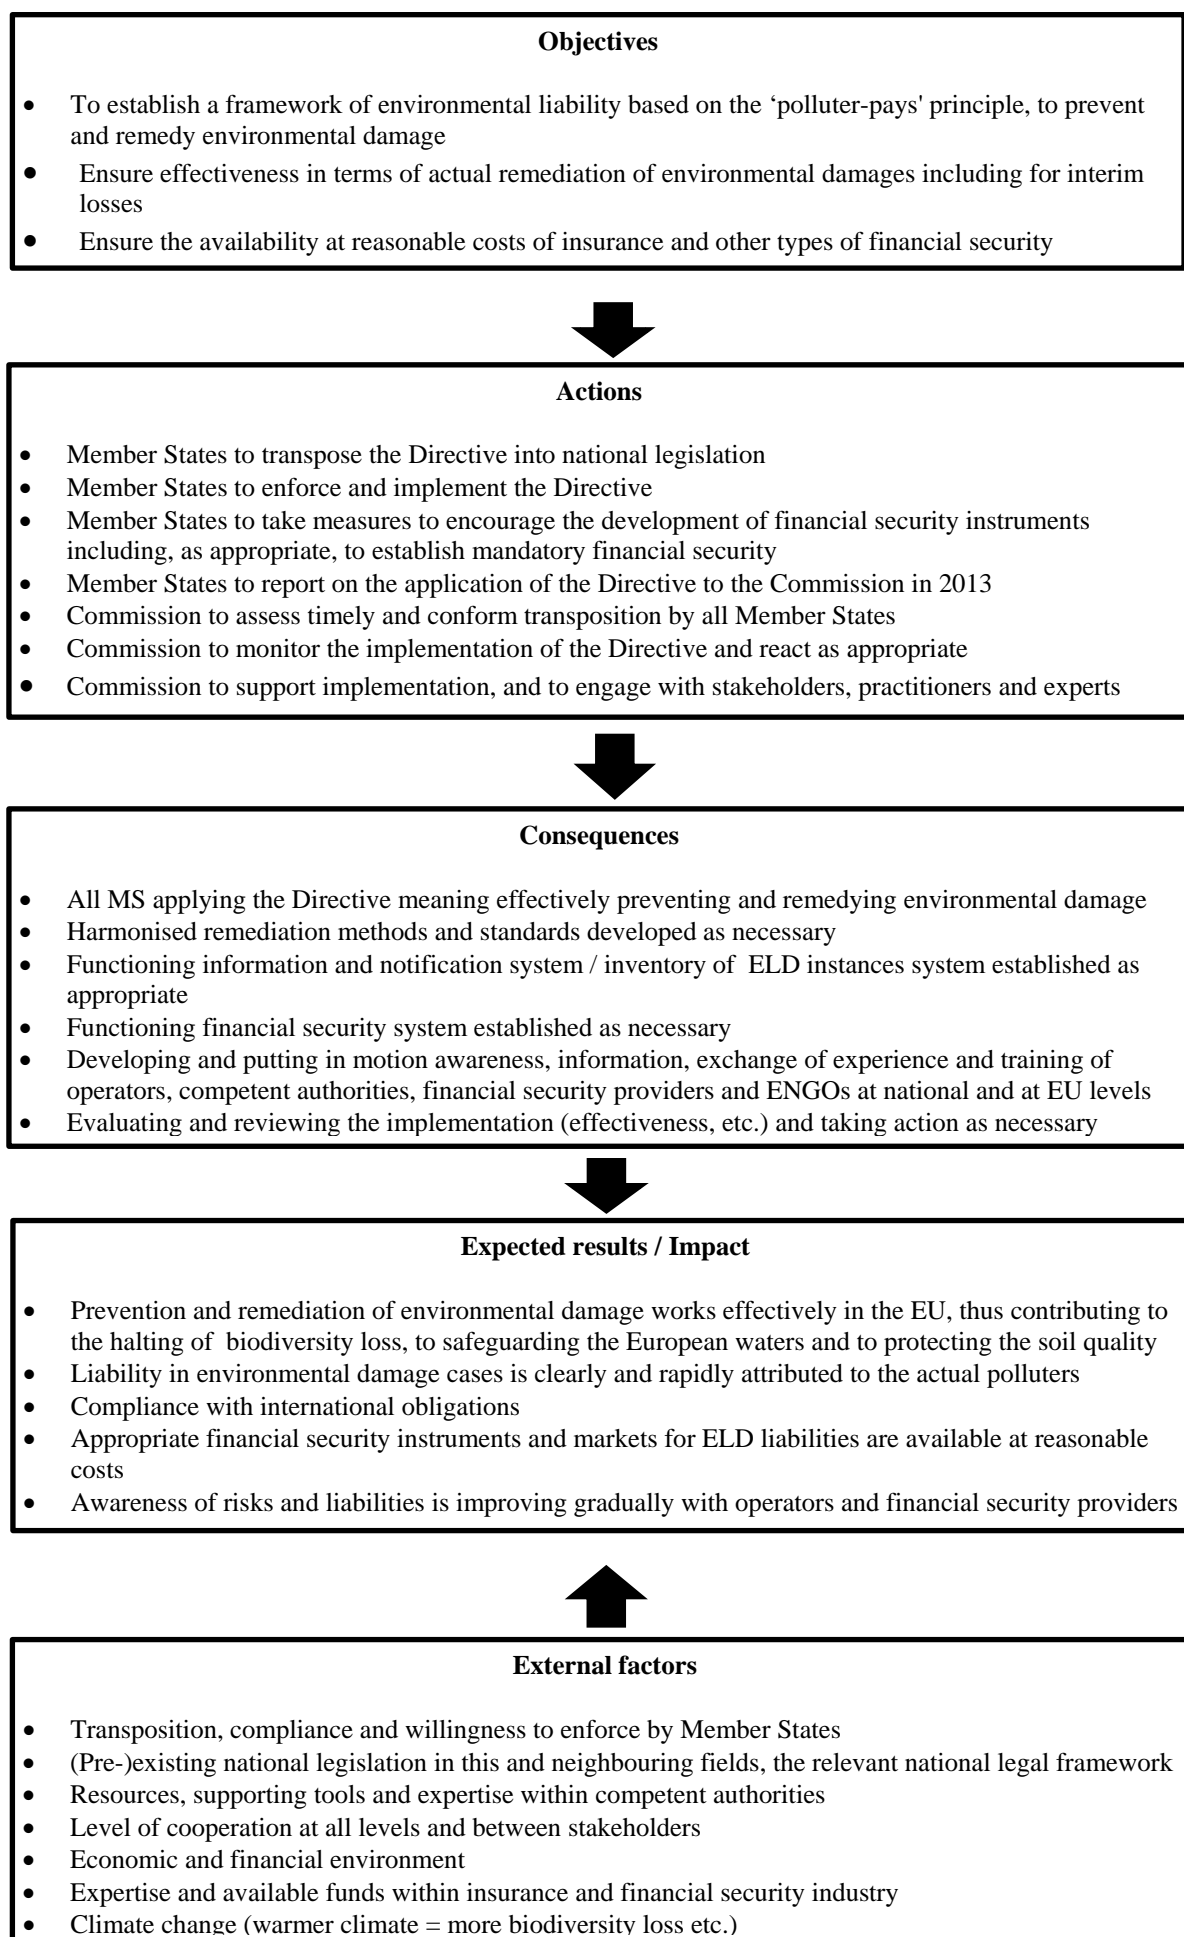 Objectives
• To establish a framework of environmental liability based on the ‘polluter-pays' principle, to prevent
and remedy environmental damage
• Ensure effectiveness in terms of actual remediation of environmental damages including for interim
losses
• Ensure the availability at reasonable costs of insurance and other types of financial security
Actions
• Member States to transpose the Directive into national legislation
• Member States to enforce and implement the Directive
• Member States to take measures to encourage the development of financial security instruments
including, as appropriate, to establish mandatory financial security
• Member States to report on the application of the Directive to the Commission in 2013
• Commission to assess timely and conform transposition by all Member States
• Commission to monitor the implementation of the Directive and react as appropriate
• Commission to support implementation, and to engage with stakeholders, practitioners and experts
Consequences
• All MS applying the Directive meaning effectively preventing and remedying environmental damage
• Harmonised remediation methods and standards developed as necessary
• Functioning information and notification system / inventory of ELD instances system established as
appropriate
• Functioning financial security system established as necessary
• Developing and putting in motion awareness, information, exchange of experience and training of
operators, competent authorities, financial security providers and ENGOs at national and at EU levels
• Evaluating and reviewing the implementation (effectiveness, etc.) and taking action as necessary
Expected results / Impact
• Prevention and remediation of environmental damage works effectively in the EU, thus contributing to
the halting of biodiversity loss, to safeguarding the European waters and to protecting the soil quality
• Liability in environmental damage cases is clearly and rapidly attributed to the actual polluters
• Compliance with international obligations
• Appropriate financial security instruments and markets for ELD liabilities are available at reasonable
costs
• Awareness of risks and liabilities is improving gradually with operators and financial security providers
External factors
• Transposition, compliance and willingness to enforce by Member States
• (Pre-)existing national legislation in this and neighbouring fields, the relevant national legal framework
• Resources, supporting tools and expertise within competent authorities
• Level of cooperation at all levels and between stakeholders
• Economic and financial environment
• Expertise and available funds within insurance and financial security industry
• Climate change (warmer climate = more biodiversity loss etc.)